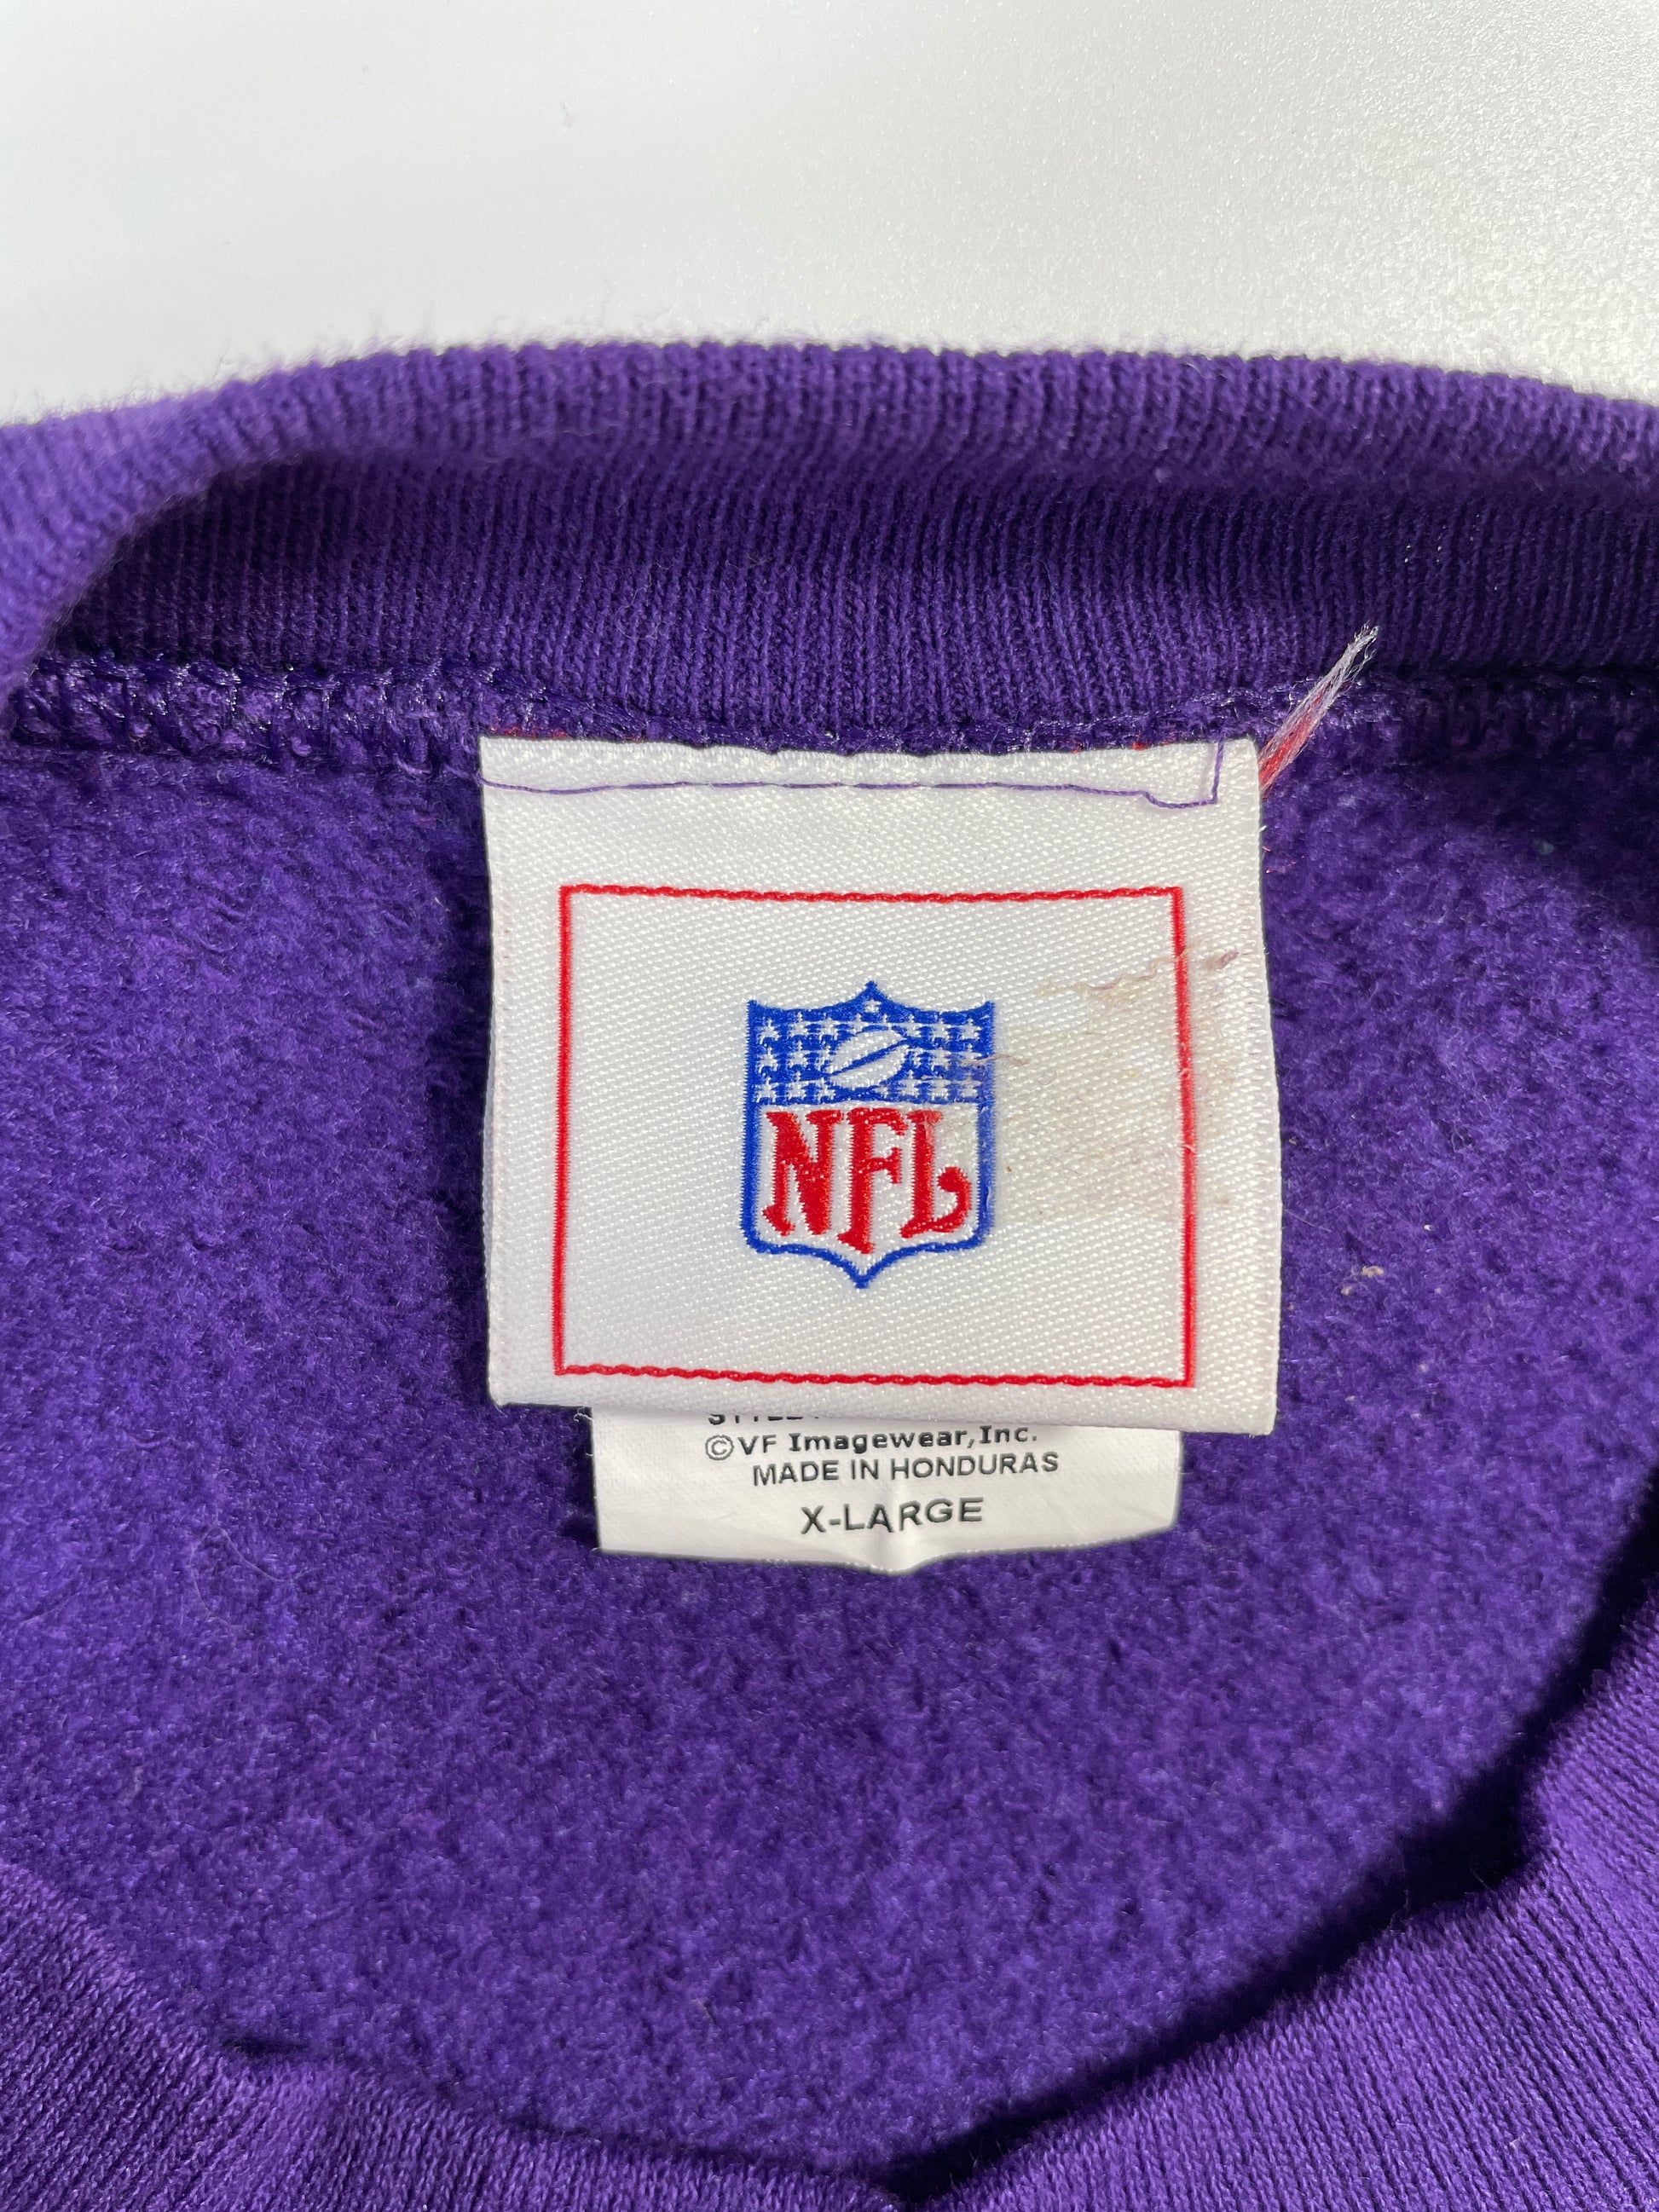 NFL
©VF Imagewear,Inc.
MADE IN HONDURAS
X-LARGE